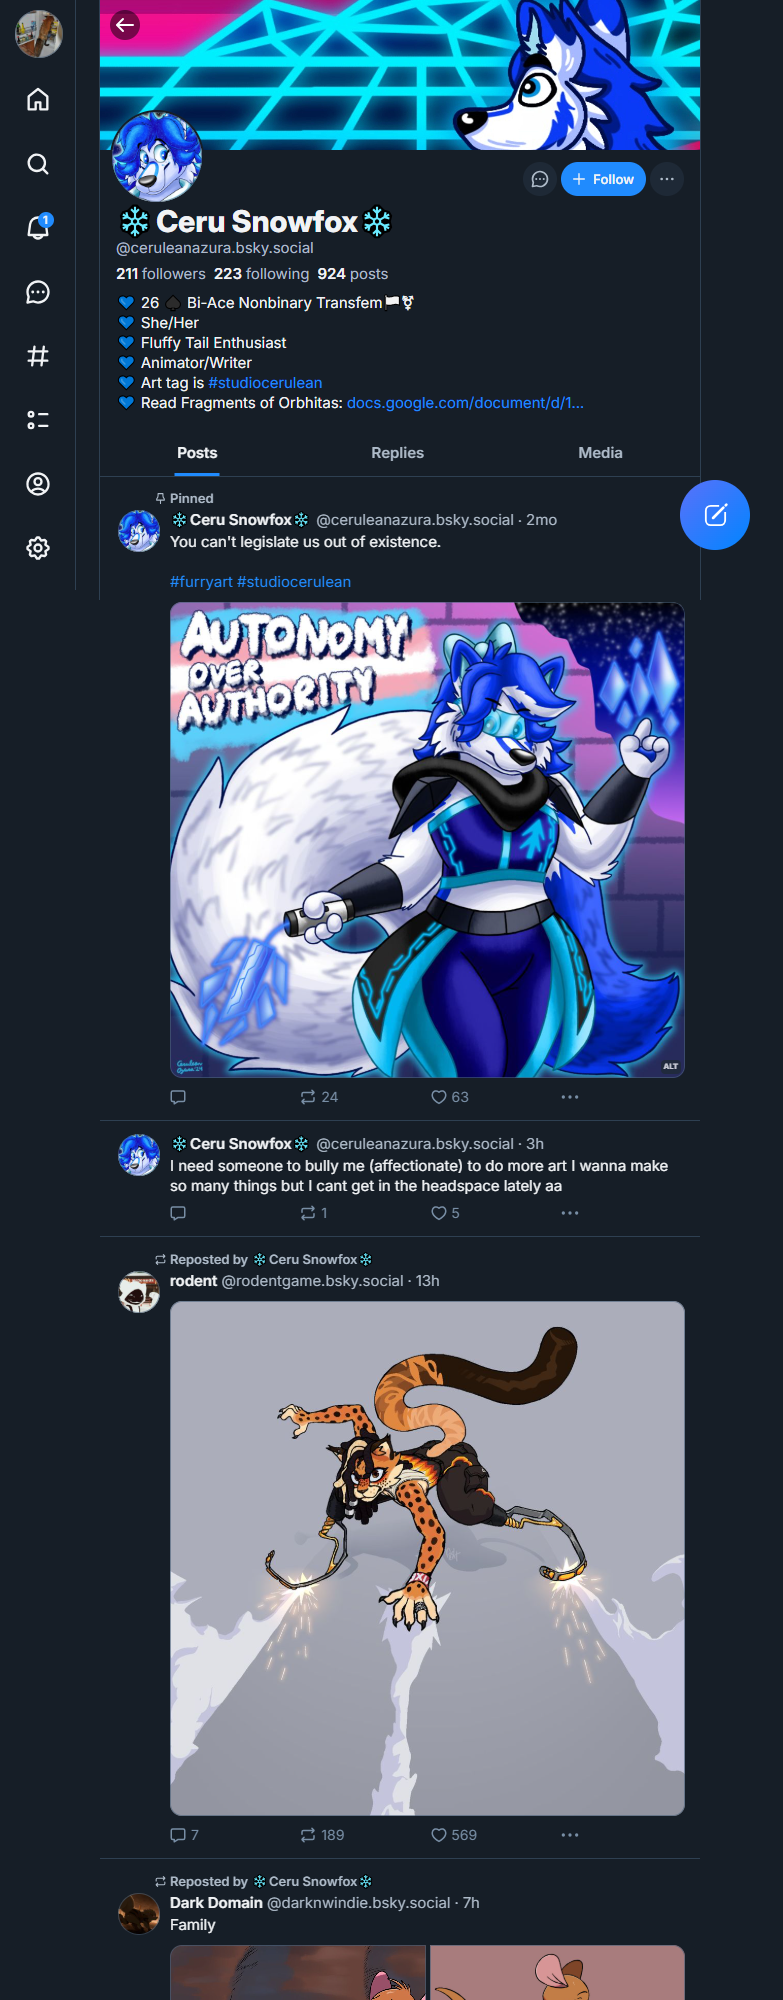 1
Follow
Ceru Snowfox
@ceruleanazura.bsky.social
211 followers 223 following 924 posts
💙 26 ♠️ Bi-Ace Nonbinary Transfem🏳️‍⚧️
💙 She/Her
💙 Fluffy Tail Enthusiast
💙 Animator/Writer
💙 Art tag is #studiocerulean
💙 Read Fragments of Orbhitas: docs.google.com/document/d/1...
Posts Replies Media
Pinned
❄️Ceru Snowfox❄️ @ceruleanazura.bsky.social · 2mo
You can't legislate us out of existence.
#furryart #studiocerulean
AUTONOMY
OVER
AUTHORITY
Cerulean
Azura '24
ALT
24 63
❄️Ceru Snowfox❄️ @ceruleanazura.bsky.social · 3h
I need someone to bully me (affectionate) to do more art I wanna make
so many things but I cant get in the headspace lately aa
1 5
Reposted by ❄️Ceru Snowfox❄️
rodent @rodentgame.bsky.social · 13h
7 189 569
Reposted by ❄️Ceru Snowfox❄️
Dark Domain @darknwindie.bsky.social · 7h
Family